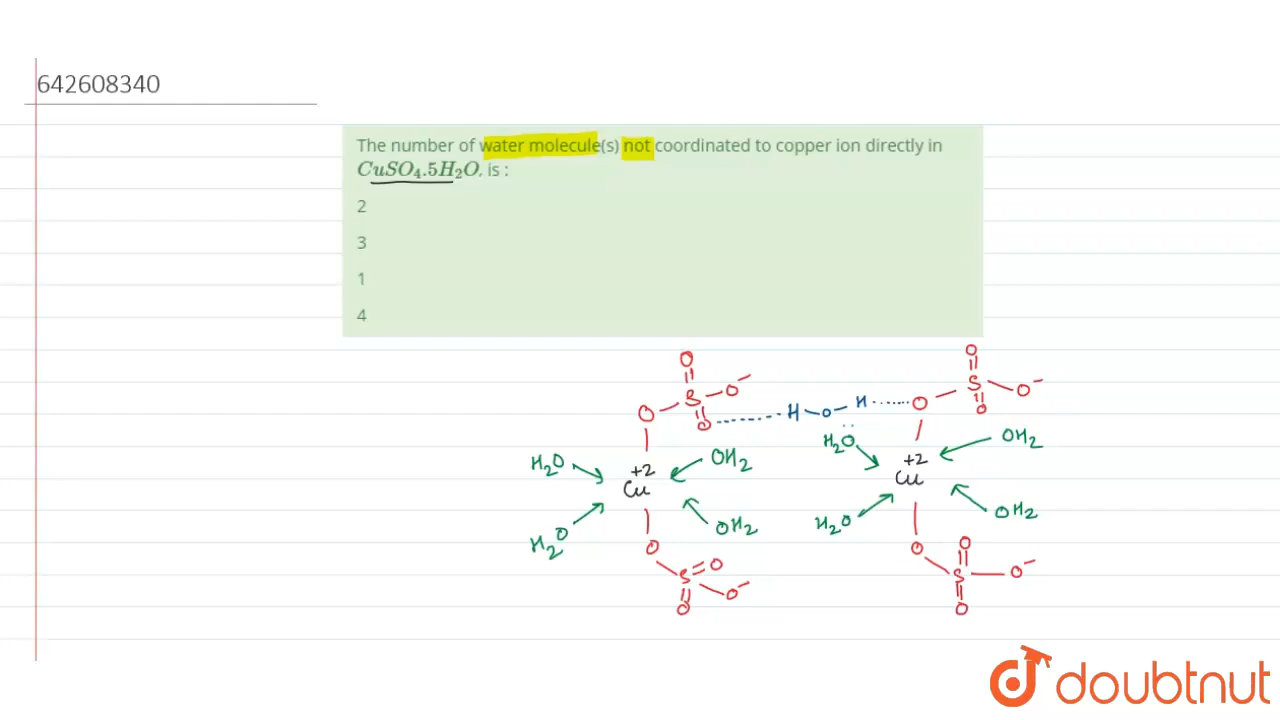 642608340
The number of water molecule(s) not coordinated to copper ion directly in
CuSO₄.5H₂O, is :
2
3
1
4
O O
S O⁻ S O⁻
O H-O-H O
O O
H₂O OH₂ H₂O OH₂
+2 +2
Cu Cu
H₂O OH₂ H₂O OH₂
O O O
S O S O⁻
O O⁻ O
doubtnut